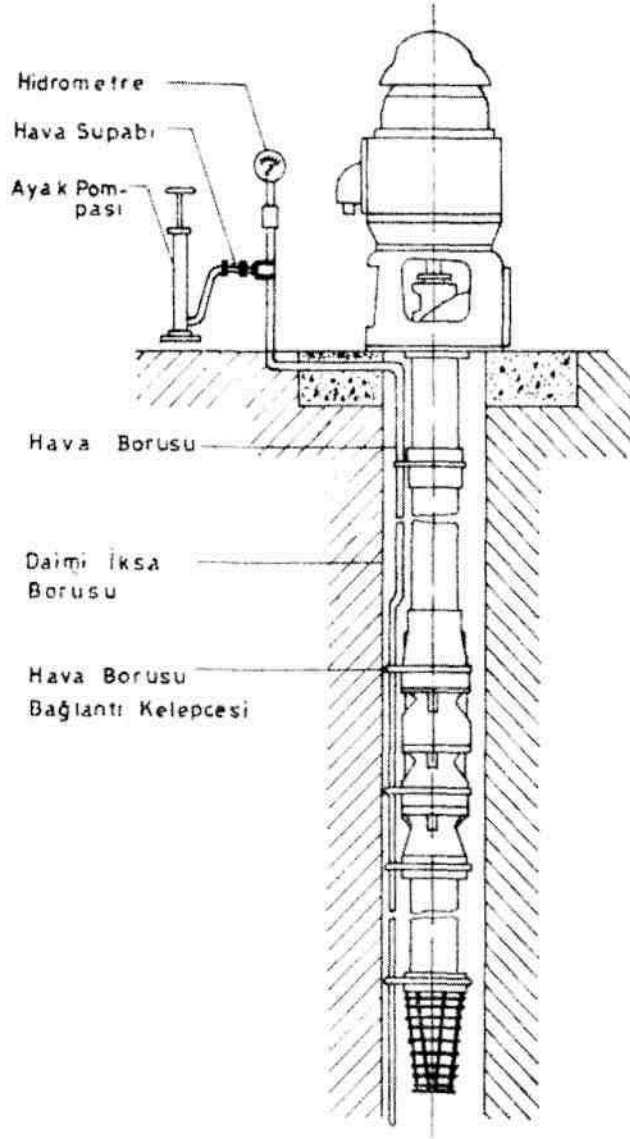 Hidrometre
Hava Supabı
Ayak Pom-
pası
Hava Borusu
Daimi İksa
Borusu
Hava Borusu
Bağlantı Kelepcesi